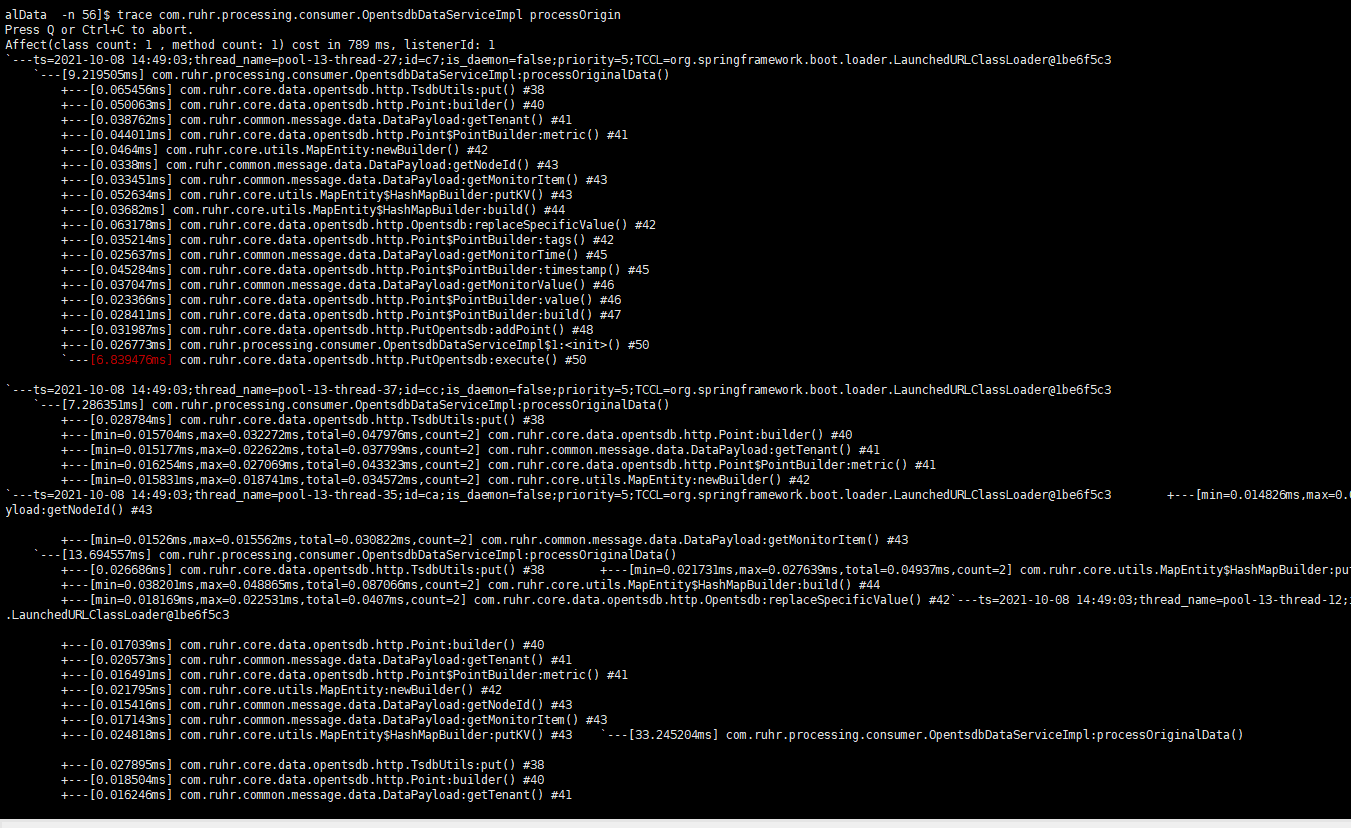 alData  -n 56]$ trace com.ruhr.processing.consumer.OpentsdbDataServiceImpl processOrigin
Press Q or Ctrl+C to abort.
Affect(class count: 1 , method count: 1) cost in 789 ms, listenerId: 1
`---ts=2021-10-08 14:49:03;thread_name=pool-13-thread-27;id=c7;is_daemon=false;priority=5;TCCL=org.springframework.boot.loader.LaunchedURLClassLoader@1be6f5c3
    `---[9.219505ms] com.ruhr.processing.consumer.OpentsdbDataServiceImpl:processOriginalData()
        +---[0.065456ms] com.ruhr.core.data.opentsdb.http.TsdbUtils:put() #38
        +---[0.050063ms] com.ruhr.core.data.opentsdb.http.Point:builder() #40
        +---[0.038762ms] com.ruhr.common.message.data.DataPayload:getTenant() #41
        +---[0.044011ms] com.ruhr.core.data.opentsdb.http.Point$PointBuilder:metric() #41
        +---[0.0464ms] com.ruhr.core.utils.MapEntity:newBuilder() #42
        +---[0.0338ms] com.ruhr.common.message.data.DataPayload:getNodeId() #43
        +---[0.033451ms] com.ruhr.common.message.data.DataPayload:getMonitorItem() #43
        +---[0.052634ms] com.ruhr.core.utils.MapEntity$HashMapBuilder:putKV() #43
        +---[0.03682ms] com.ruhr.core.utils.MapEntity$HashMapBuilder:build() #44
        +---[0.063178ms] com.ruhr.core.data.opentsdb.http.Opentsdb:replaceSpecificValue() #42
        +---[0.035214ms] com.ruhr.core.data.opentsdb.http.Point$PointBuilder:tags() #42
        +---[0.025637ms] com.ruhr.common.message.data.DataPayload:getMonitorTime() #45
        +---[0.045284ms] com.ruhr.core.data.opentsdb.http.Point$PointBuilder:timestamp() #45
        +---[0.037047ms] com.ruhr.common.message.data.DataPayload:getMonitorValue() #46
        +---[0.023366ms] com.ruhr.core.data.opentsdb.http.Point$PointBuilder:value() #46
        +---[0.028411ms] com.ruhr.core.data.opentsdb.http.Point$PointBuilder:build() #47
        +---[0.031987ms] com.ruhr.core.data.opentsdb.http.PutOpentsdb:addPoint() #48
        +---[0.026773ms] com.ruhr.processing.consumer.OpentsdbDataServiceImpl$1:<init>() #50
        `---[6.839476ms] com.ruhr.core.data.opentsdb.http.PutOpentsdb:execute() #50
`---ts=2021-10-08 14:49:03;thread_name=pool-13-thread-37;id=cc;is_daemon=false;priority=5;TCCL=org.springframework.boot.loader.LaunchedURLClassLoader@1be6f5c3
    `---[7.286351ms] com.ruhr.processing.consumer.OpentsdbDataServiceImpl:processOriginalData()
        +---[0.028784ms] com.ruhr.core.data.opentsdb.http.TsdbUtils:put() #38
        +---[min=0.015704ms,max=0.032272ms,total=0.047976ms,count=2] com.ruhr.core.data.opentsdb.http.Point:builder() #40
        +---[min=0.015177ms,max=0.022622ms,total=0.037799ms,count=2] com.ruhr.common.message.data.DataPayload:getTenant() #41
        +---[min=0.016254ms,max=0.027069ms,total=0.043323ms,count=2] com.ruhr.core.data.opentsdb.http.Point$PointBuilder:metric() #41
        +---[min=0.015831ms,max=0.018741ms,total=0.034572ms,count=2] com.ruhr.core.utils.MapEntity:newBuilder() #42
`---ts=2021-10-08 14:49:03;thread_name=pool-13-thread-35;id=ca;is_daemon=false;priority=5;TCCL=org.springframework.boot.loader.LaunchedURLClassLoader@1be6f5c3        +---[min=0.014826ms,max=0.
yload:getNodeId() #43
        +---[min=0.01526ms,max=0.015562ms,total=0.030822ms,count=2] com.ruhr.common.message.data.DataPayload:getMonitorItem() #43
    `---[13.694557ms] com.ruhr.processing.consumer.OpentsdbDataServiceImpl:processOriginalData()
        +---[0.026686ms] com.ruhr.core.data.opentsdb.http.TsdbUtils:put() #38        +---[min=0.021731ms,max=0.027639ms,total=0.04937ms,count=2] com.ruhr.core.utils.MapEntity$HashMapBuilder:put
        +---[min=0.038201ms,max=0.048865ms,total=0.087066ms,count=2] com.ruhr.core.utils.MapEntity$HashMapBuilder:build() #44
        +---[min=0.018169ms,max=0.022531ms,total=0.0407ms,count=2] com.ruhr.core.data.opentsdb.http.Opentsdb:replaceSpecificValue() #42`---ts=2021-10-08 14:49:03;thread_name=pool-13-thread-12;
.LaunchedURLClassLoader@1be6f5c3
        +---[0.017039ms] com.ruhr.core.data.opentsdb.http.Point:builder() #40
        +---[0.020573ms] com.ruhr.common.message.data.DataPayload:getTenant() #41
        +---[0.016491ms] com.ruhr.core.data.opentsdb.http.Point$PointBuilder:metric() #41
        +---[0.021795ms] com.ruhr.core.utils.MapEntity:newBuilder() #42
        +---[0.015416ms] com.ruhr.common.message.data.DataPayload:getNodeId() #43
        +---[0.017143ms] com.ruhr.common.message.data.DataPayload:getMonitorItem() #43
        +---[0.024818ms] com.ruhr.core.utils.MapEntity$HashMapBuilder:putKV() #43    `---[33.245204ms] com.ruhr.processing.consumer.OpentsdbDataServiceImpl:processOriginalData()
        +---[0.027895ms] com.ruhr.core.data.opentsdb.http.TsdbUtils:put() #38
        +---[0.018504ms] com.ruhr.core.data.opentsdb.http.Point:builder() #40
        +---[0.016246ms] com.ruhr.common.message.data.DataPayload:getTenant() #41